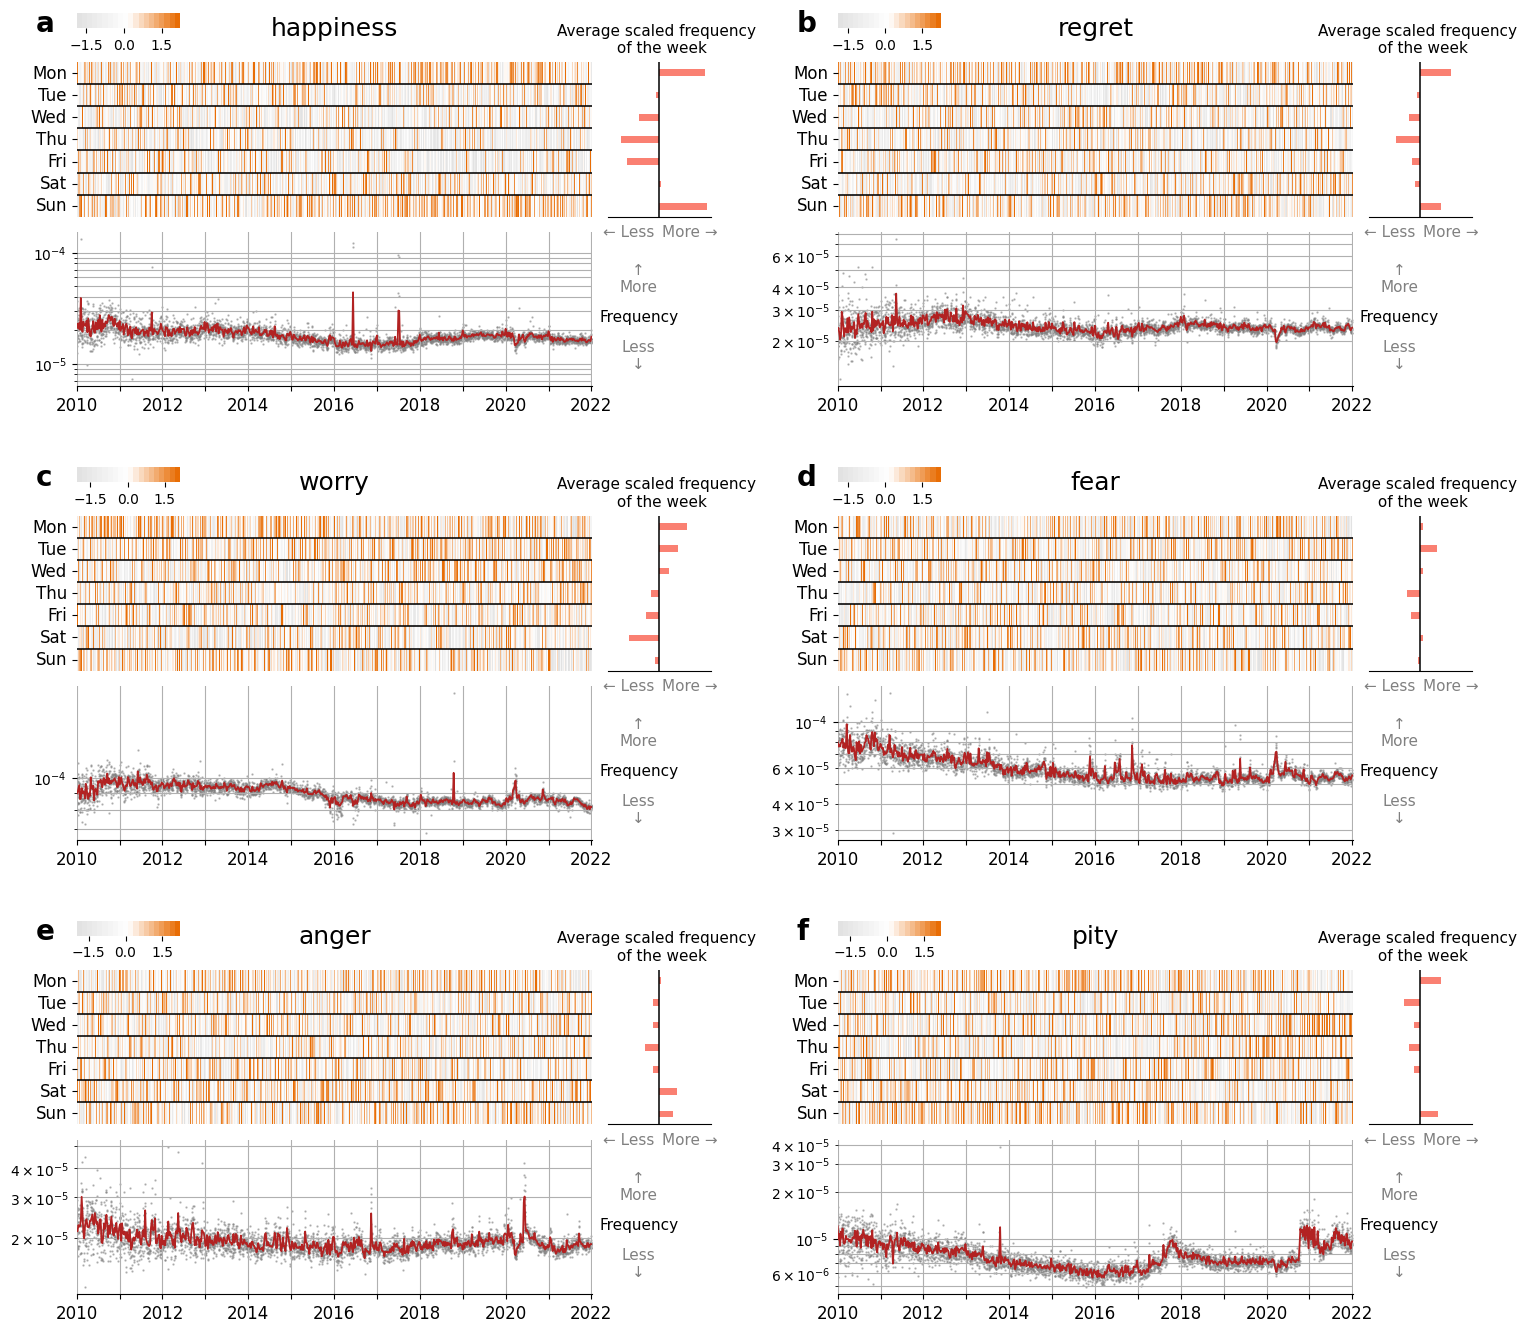 a
happiness
−1.5 0.0 1.5
Average scaled frequency
of the week
Mon
Tue
Wed
Thu
Fri
Sat
Sun
← Less More →
10⁻⁴
10⁻⁵
↑
More
Frequency
Less
↓
2010 2012 2014 2016 2018 2020 2022
b
regret
−1.5 0.0 1.5
Average scaled frequency
of the week
Mon
Tue
Wed
Thu
Fri
Sat
Sun
← Less More →
6 × 10⁻⁵
4 × 10⁻⁵
3 × 10⁻⁵
2 × 10⁻⁵
↑
More
Frequency
Less
↓
2010 2012 2014 2016 2018 2020 2022
c
worry
−1.5 0.0 1.5
Average scaled frequency
of the week
Mon
Tue
Wed
Thu
Fri
Sat
Sun
← Less More →
10⁻⁴
↑
More
Frequency
Less
↓
2010 2012 2014 2016 2018 2020 2022
d
fear
−1.5 0.0 1.5
Average scaled frequency
of the week
Mon
Tue
Wed
Thu
Fri
Sat
Sun
← Less More →
10⁻⁴
6 × 10⁻⁵
4 × 10⁻⁵
3 × 10⁻⁵
↑
More
Frequency
Less
↓
2010 2012 2014 2016 2018 2020 2022
e
anger
−1.5 0.0 1.5
Average scaled frequency
of the week
Mon
Tue
Wed
Thu
Fri
Sat
Sun
← Less More →
4 × 10⁻⁵
3 × 10⁻⁵
2 × 10⁻⁵
↑
More
Frequency
Less
↓
2010 2012 2014 2016 2018 2020 2022
f
pity
−1.5 0.0 1.5
Average scaled frequency
of the week
Mon
Tue
Wed
Thu
Fri
Sat
Sun
← Less More →
4 × 10⁻⁵
3 × 10⁻⁵
2 × 10⁻⁵
10⁻⁵
6 × 10⁻⁶
↑
More
Frequency
Less
↓
2010 2012 2014 2016 2018 2020 2022